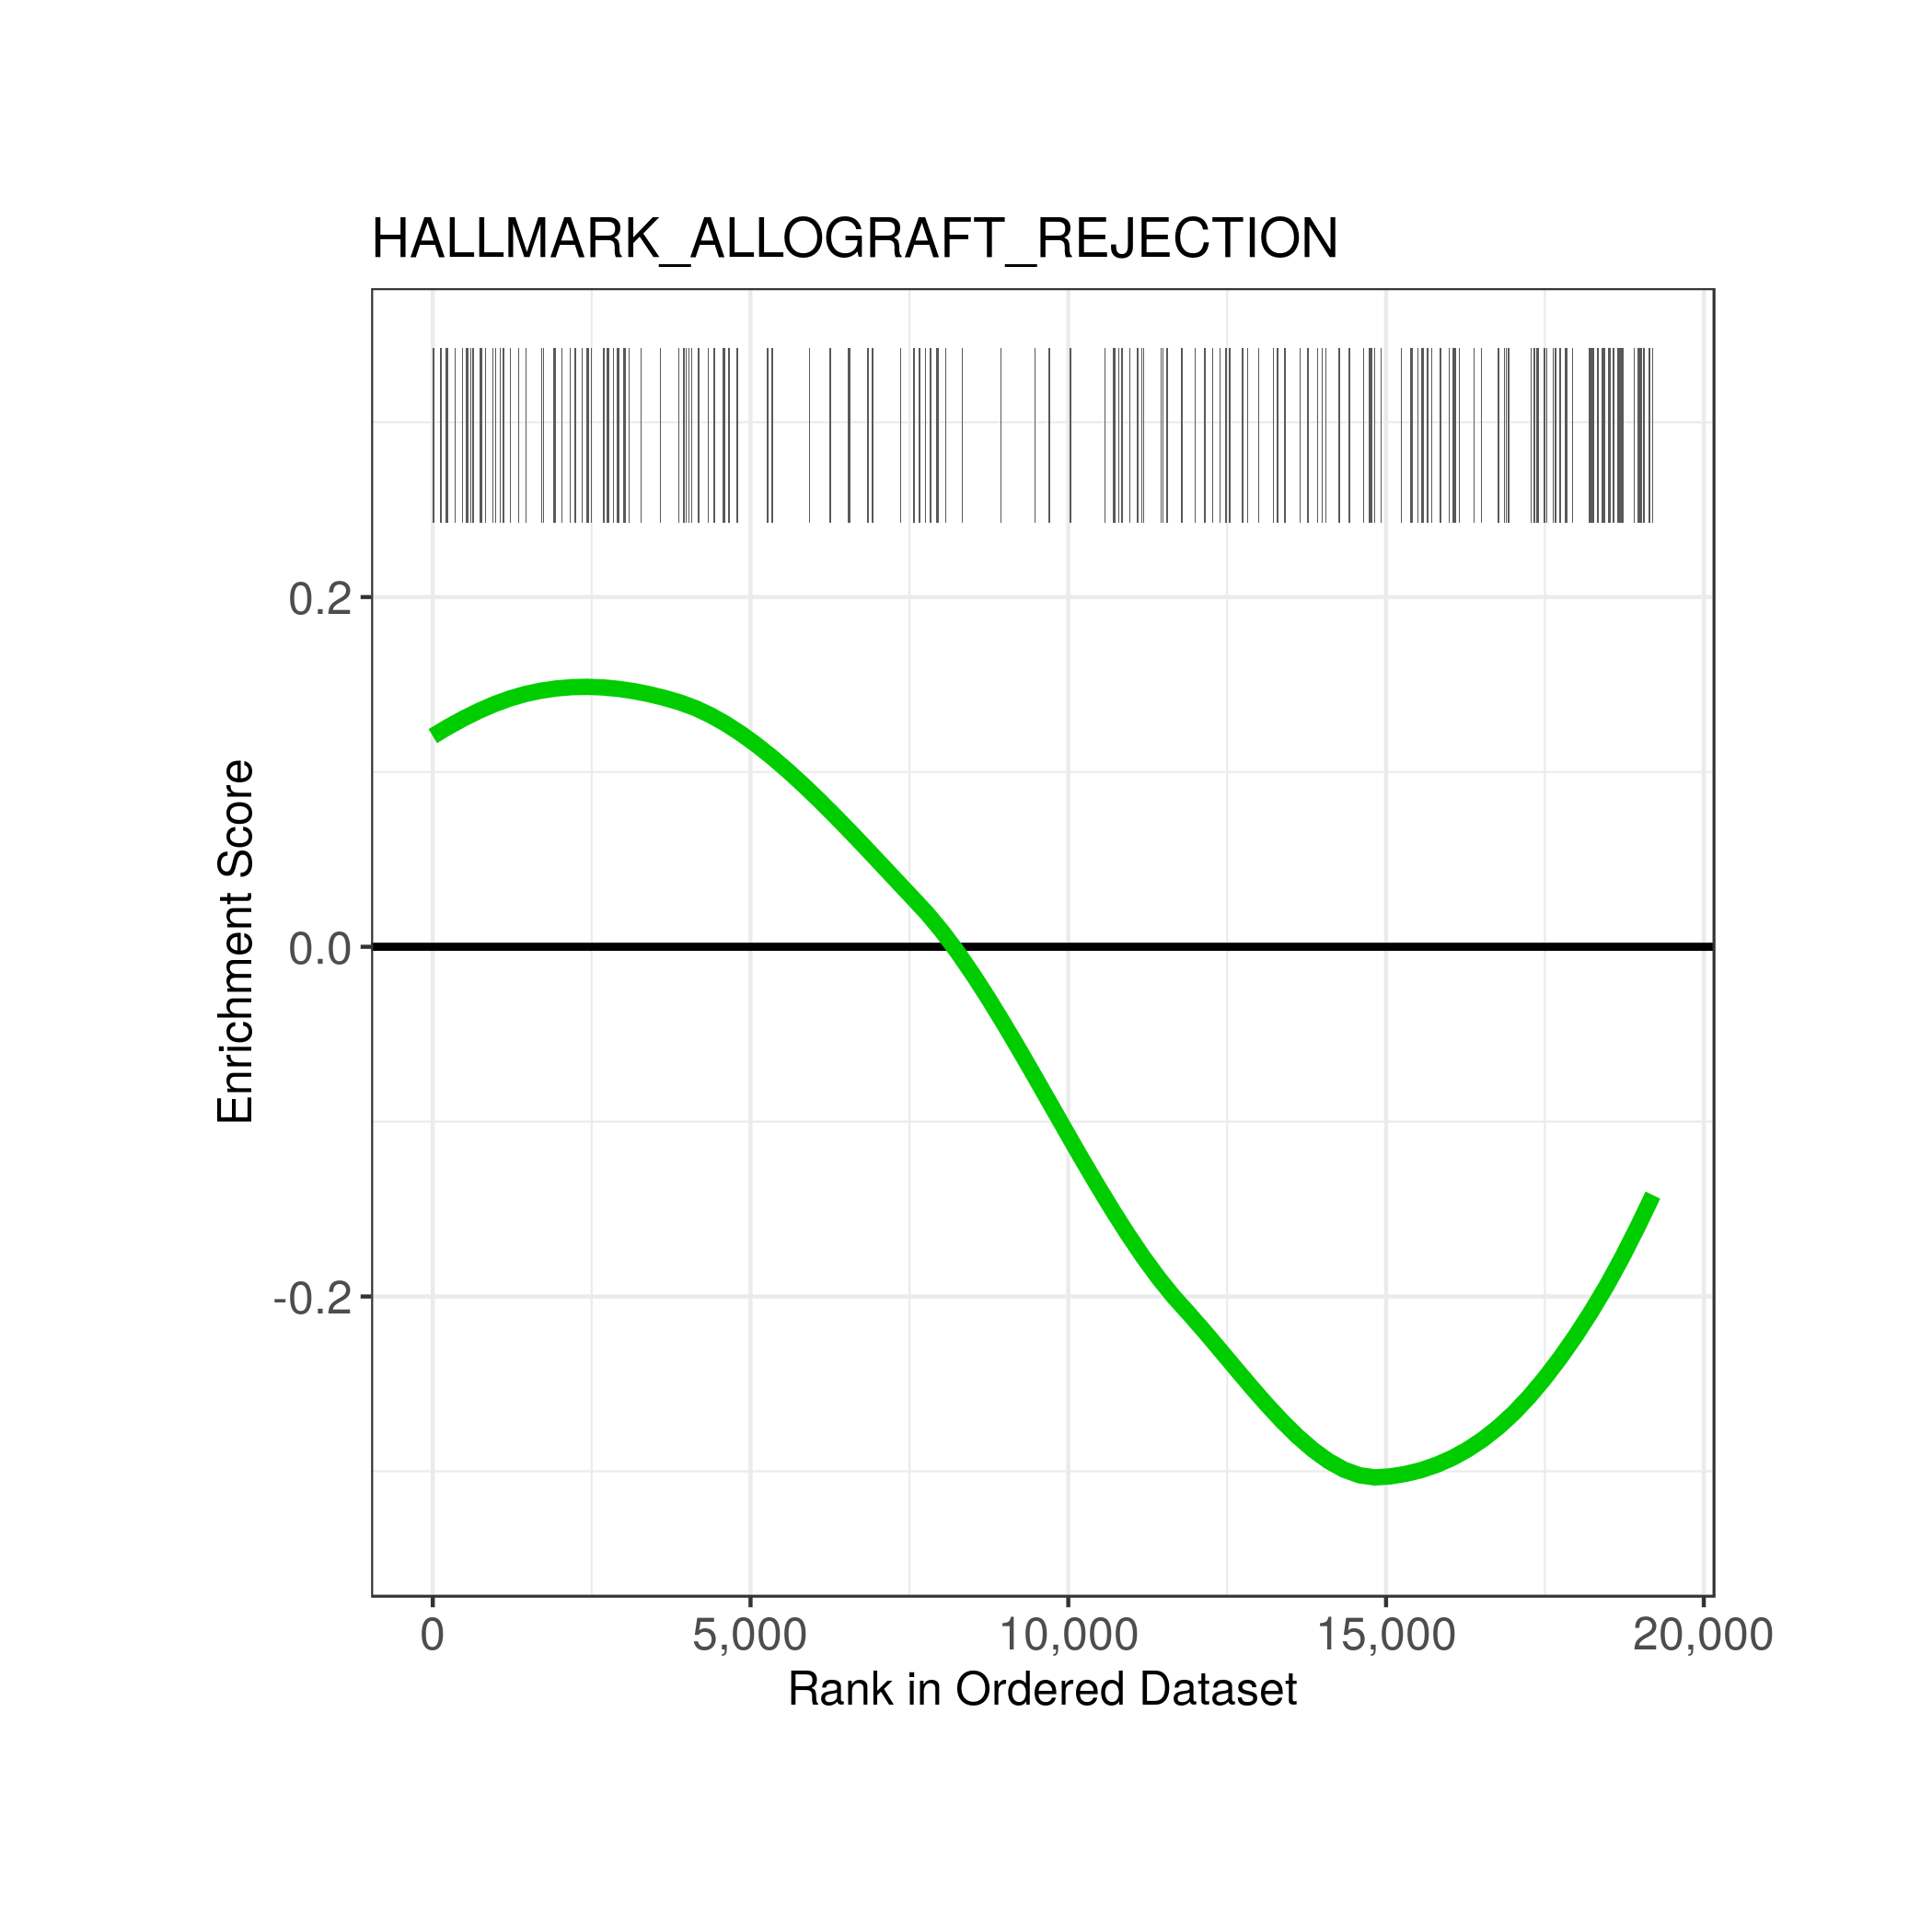 HALLMARK_ALLOGRAFT_REJECTION
0.2
0.0
-0.2
Enrichment Score
0 5,000 10,000 15,000 20,000
Rank in Ordered Dataset